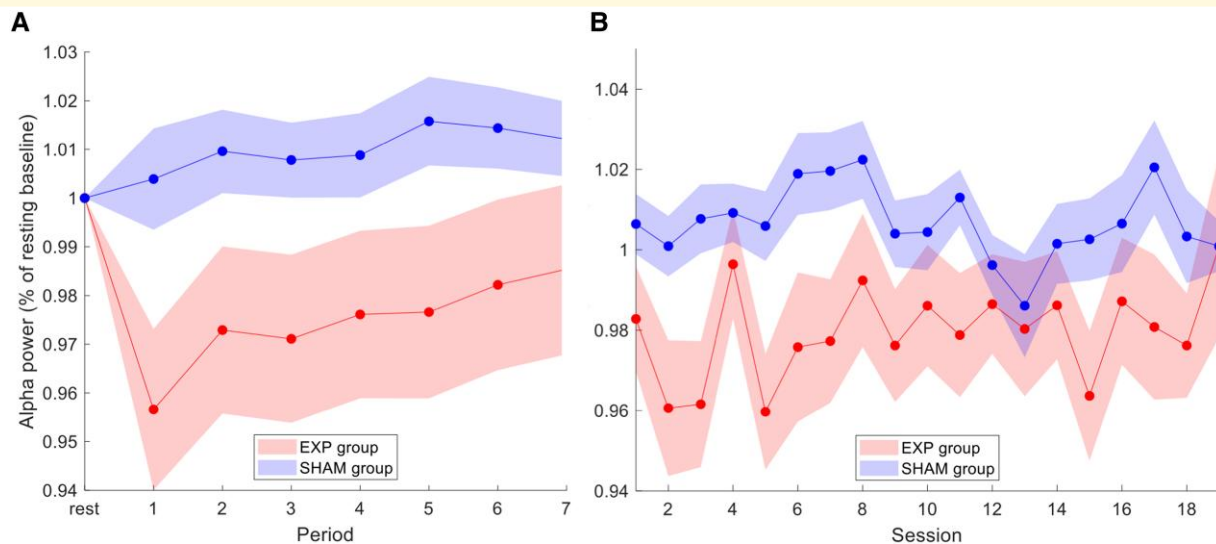 A
Alpha power (% of resting baseline)
1.03
1.02
1.01
1
0.99
0.98
0.97
0.96
0.95
0.94
rest 1 2 3 4 5 6 7
Period
EXP group
SHAM group
B
1.04
1.02
1
0.98
0.96
0.94
2 4 6 8 10 12 14 16 18
Session
EXP group
SHAM group